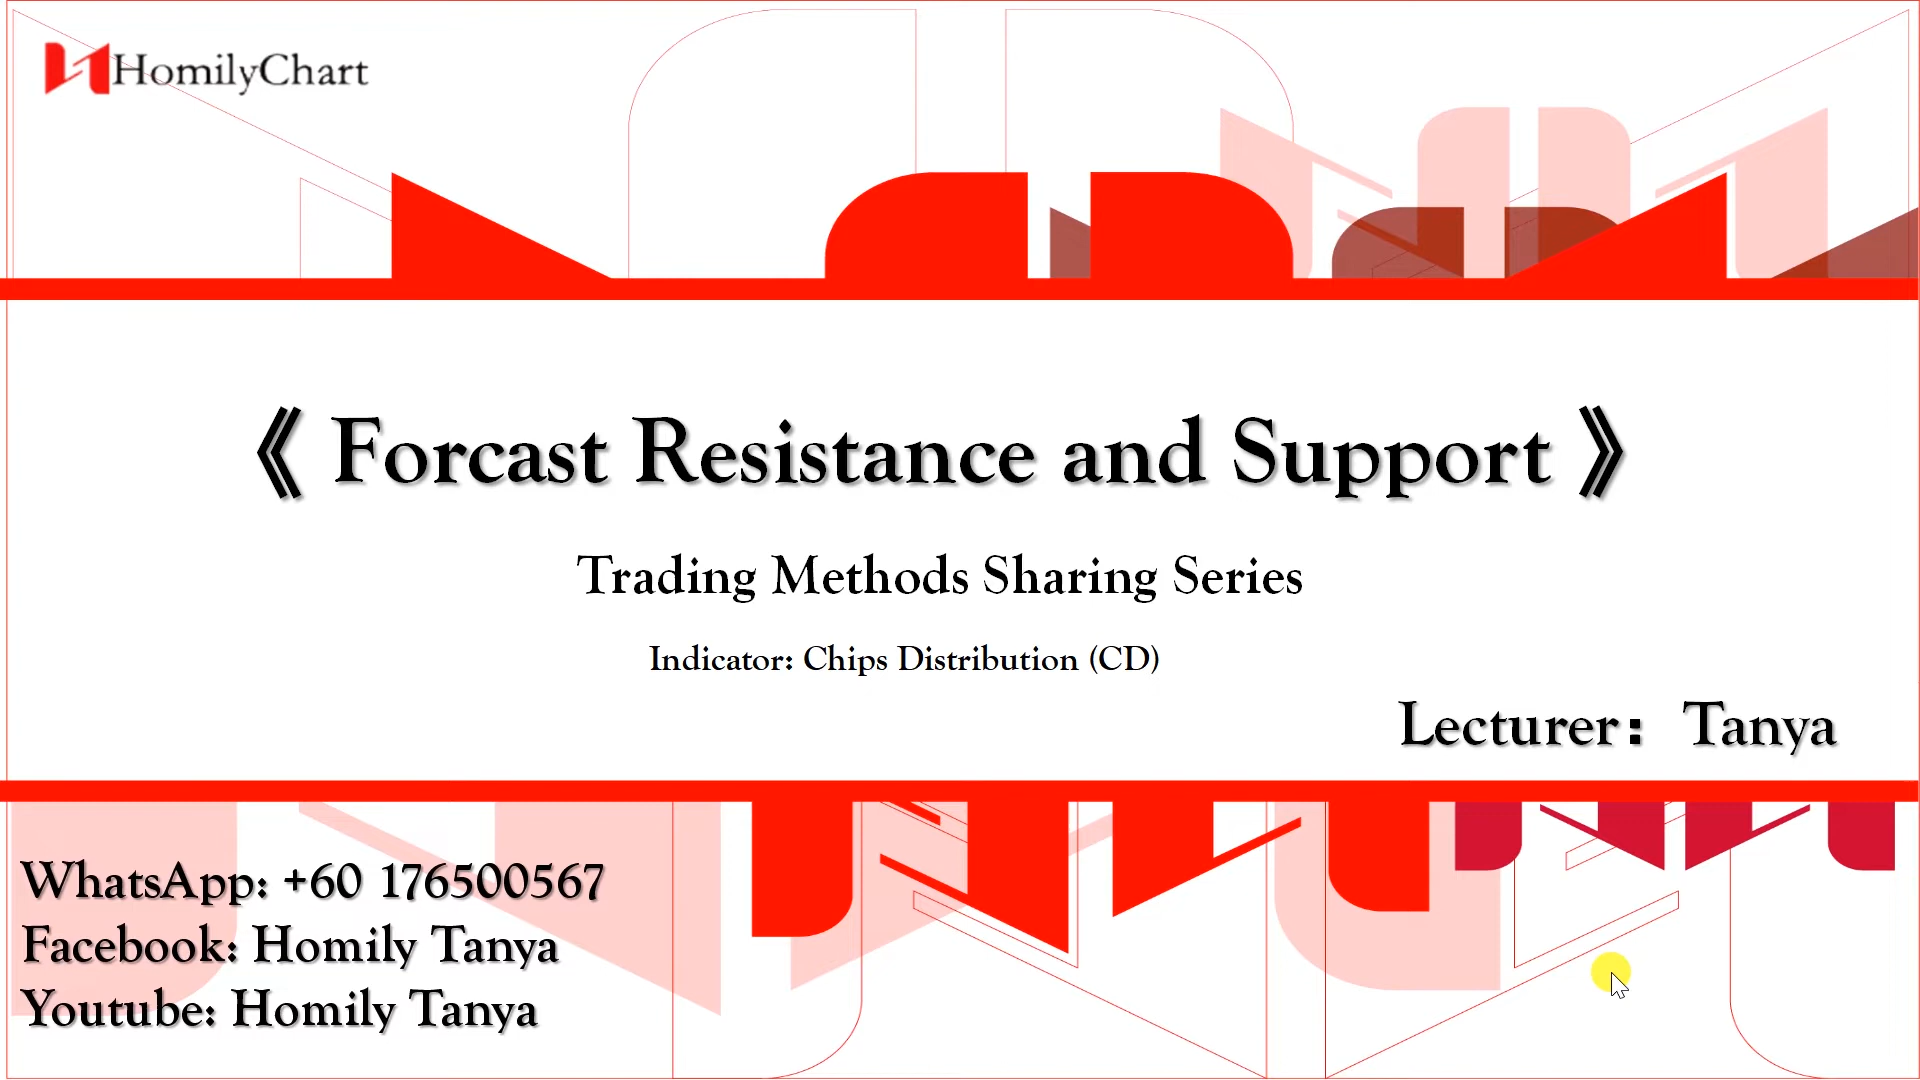 HomilyChart
《 Forcast Resistance and Support 》
Trading Methods Sharing Series
Indicator: Chips Distribution (CD)
Lecturer： Tanya
WhatsApp: +60 176500567
Facebook: Homily Tanya
Youtube: Homily Tanya